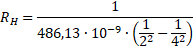 R_H = 1 / (486,13 · 10^−9 · (1/2^2 − 1/4^2))